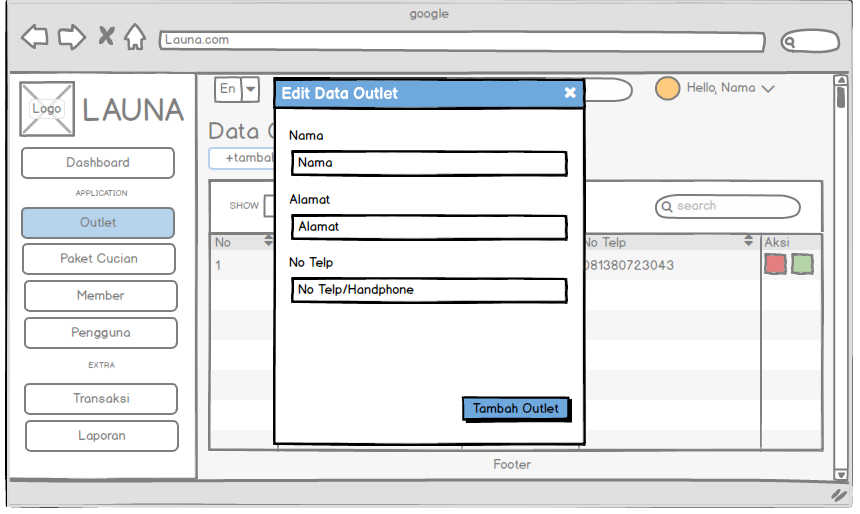 google
Launa.com
Logo
LAUNA
En
Hello, Nama
Edit Data Outlet
Data
+tambah
Dashboard
APPLICATION
Outlet
Paket Cucian
Member
Pengguna
EXTRA
Transaksi
Laporan
SHOW
search
No
No Telp
Aksi
1
081380723043
Nama
Nama
Alamat
Alamat
No Telp
No Telp/Handphone
Tambah Outlet
Footer